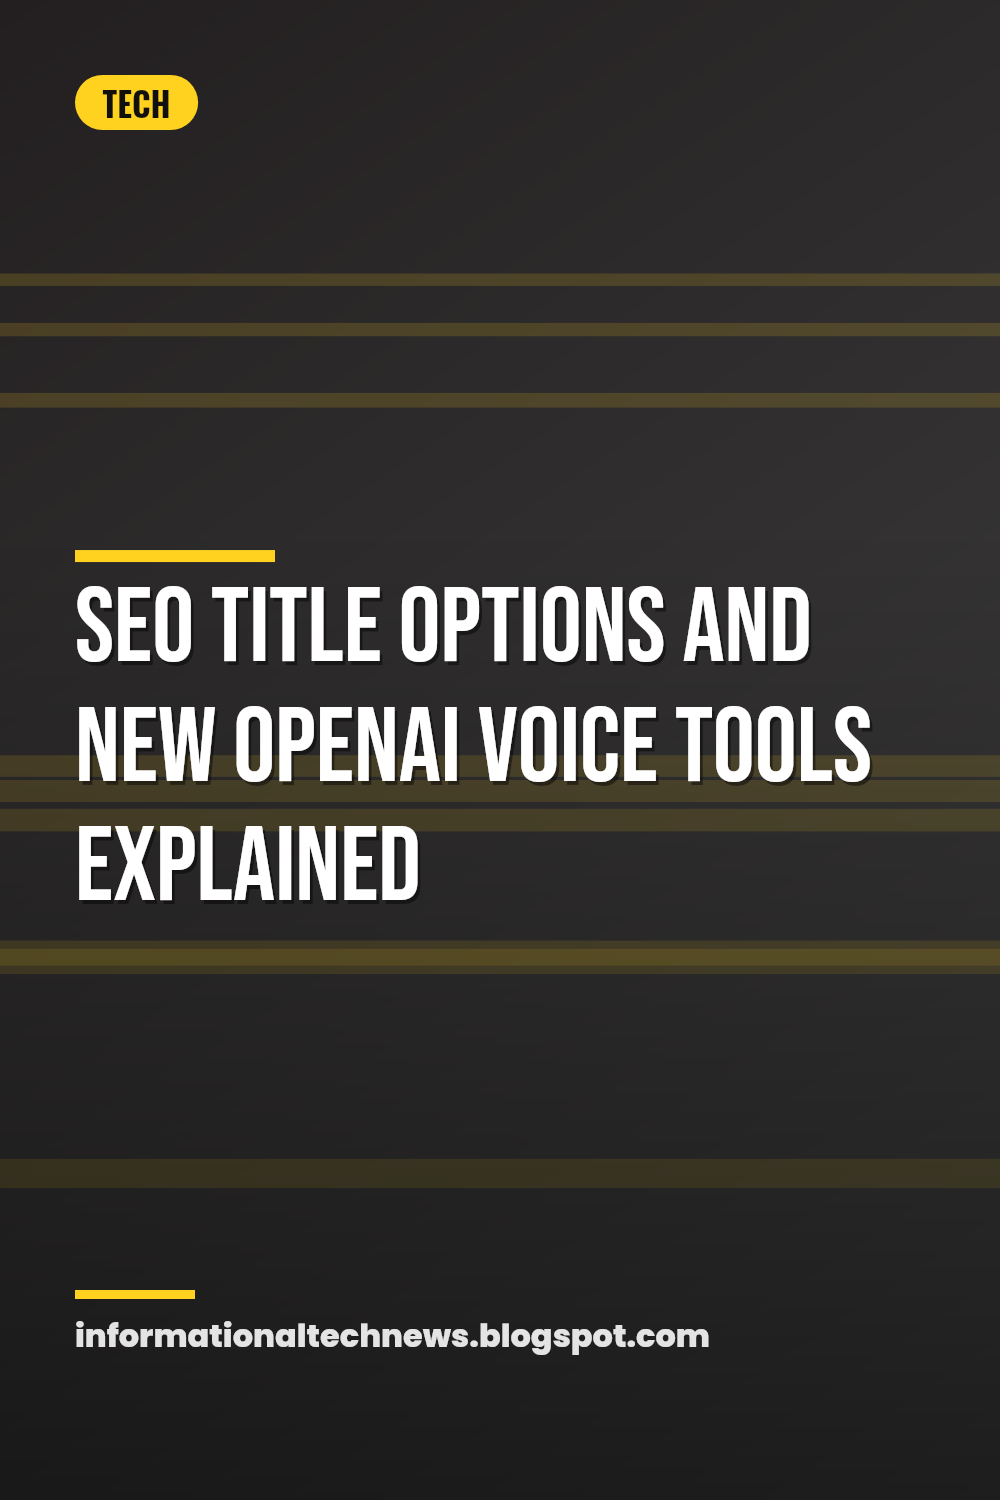 TECH
SEO TITLE OPTIONS AND
NEW OPENAI VOICE TOOLS
EXPLAINED
informationaltechnews.blogspot.com